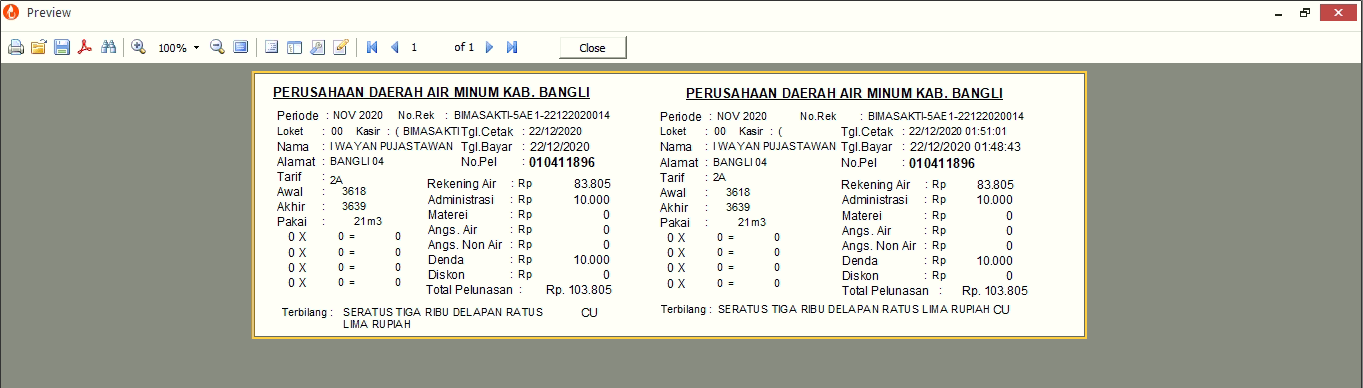 Preview
100%
1 of 1
Close
PERUSAHAAN DAERAH AIR MINUM KAB. BANGLI
Periode : NOV 2020 No.Rek : BIMASAKTI-5AE1-22122020014
Loket : 00 Kasir : ( BIMASAKTI Tgl.Cetak : 22/12/2020
Nama : I WAYAN PUJASTAWAN Tgl.Bayar : 22/12/2020
Alamat : BANGLI 04 No.Pel : 010411896
Tarif : 2A
Awal : 3618
Akhir : 3639
Pakai : 21 m3
0 X 0 = 0
0 X 0 = 0
0 X 0 = 0
0 X 0 = 0
Rekening Air : Rp 83.805
Administrasi : Rp 10.000
Materei : Rp 0
Angs. Air : Rp 0
Angs. Non Air : Rp 0
Denda : Rp 10.000
Diskon : Rp 0
Total Pelunasan : Rp. 103.805
Terbilang : SERATUS TIGA RIBU DELAPAN RATUS CU
LIMA RUPIAH
PERUSAHAAN DAERAH AIR MINUM KAB. BANGLI
Periode : NOV 2020 No.Rek : BIMASAKTI-5AE1-22122020014
Loket : 00 Kasir : ( Tgl.Cetak : 22/12/2020 01:51:01
Nama : I WAYAN PUJASTAWAN Tgl.Bayar : 22/12/2020 01:48:43
Alamat : BANGLI 04 No.Pel : 010411896
Tarif : 2A
Awal : 3618
Akhir : 3639
Pakai : 21 m3
0 X 0 = 0
0 X 0 = 0
0 X 0 = 0
0 X 0 = 0
Rekening Air : Rp 83.805
Administrasi : Rp 10.000
Materei : Rp 0
Angs. Air : Rp 0
Angs. Non Air : Rp 0
Denda : Rp 10.000
Diskon : Rp 0
Total Pelunasan : Rp. 103.805
Terbilang : SERATUS TIGA RIBU DELAPAN RATUS LIMA RUPIAH CU